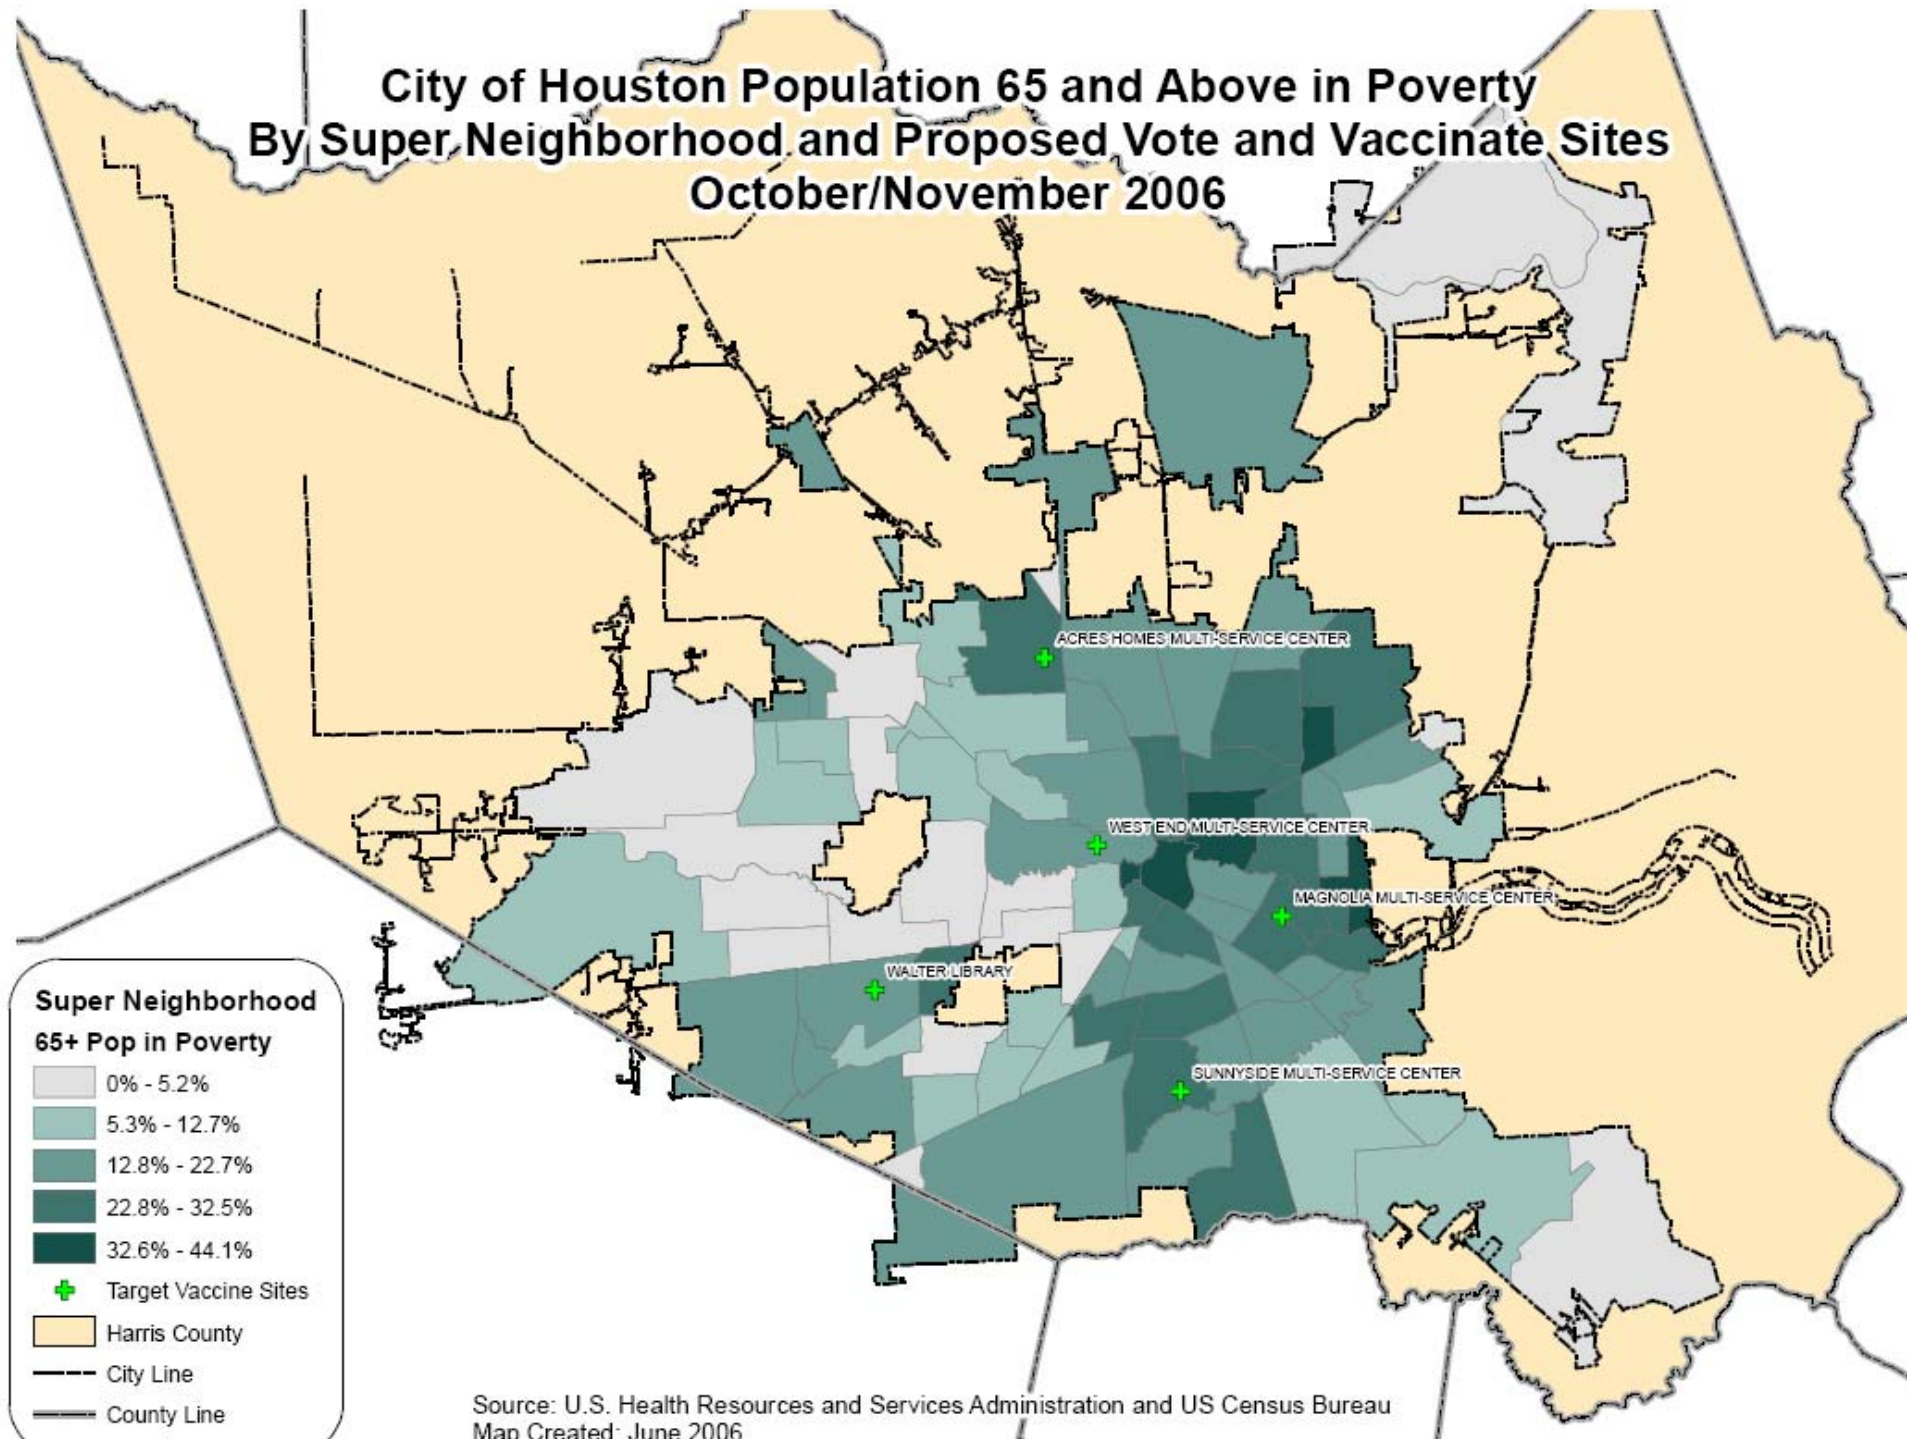 City of Houston Population 65 and Above in Poverty
By Super Neighborhood and Proposed Vote and Vaccinate Sites
October/November 2006
ACRES HOMES MULTI-SERVICE CENTER
WEST END MULTI-SERVICE CENTER
MAGNOLIA MULTI-SERVICE CENTER
WALTER LIBRARY
SUNNYSIDE MULTI-SERVICE CENTER
Super Neighborhood
65+ Pop in Poverty
0% - 5.2%
5.3% - 12.7%
12.8% - 22.7%
22.8% - 32.5%
32.6% - 44.1%
Target Vaccine Sites
Harris County
City Line
County Line
Source: U.S. Health Resources and Services Administration and US Census Bureau
Map Created: June 2006